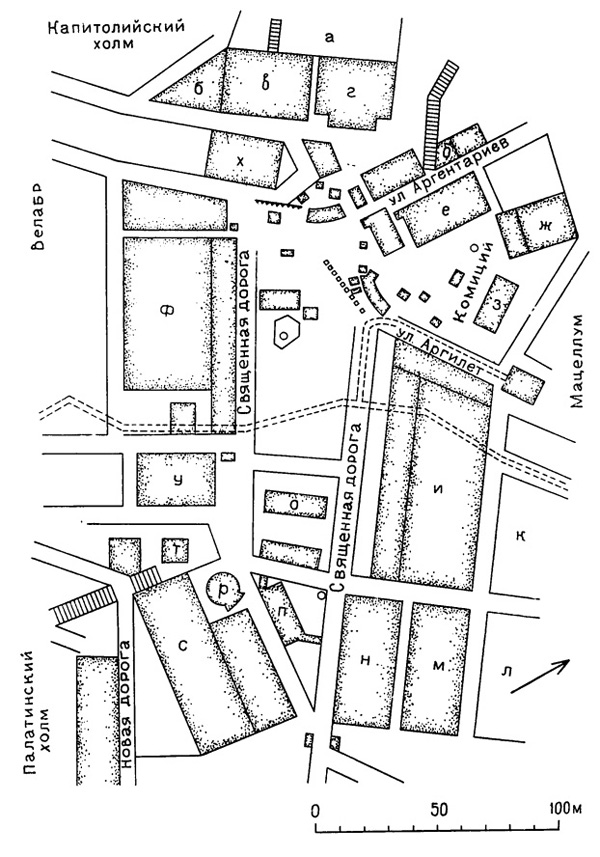 Капитолийский
холм
а
б
в
г
д
ул Аргентариев
х
е
ж
Велабр
Комиций
з
Ф
Священная дорога
ул Аргилет
Мацеллум
у
и
о
Священная дорога
к
т
р
п
с
н
м
л
Новая дорога
Палатинский
холм
0 50 100 м